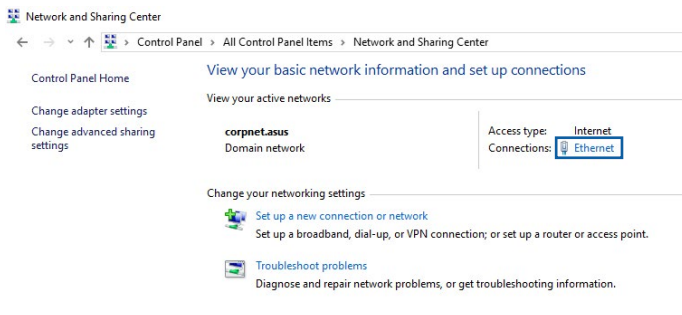 Network and Sharing Center
Control Panel > All Control Panel Items > Network and Sharing Center
Control Panel Home
Change adapter settings
Change advanced sharing
settings
View your basic network information and set up connections
View your active networks
corpnet.asus
Domain network
Access type: Internet
Connections: Ethernet
Change your networking settings
Set up a new connection or network
Set up a broadband, dial-up, or VPN connection; or set up a router or access point.
Troubleshoot problems
Diagnose and repair network problems, or get troubleshooting information.